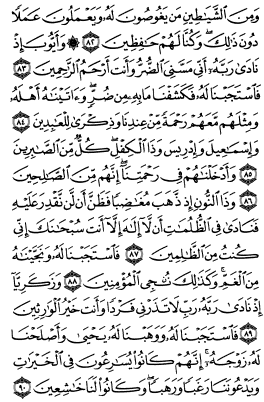 وَمِنَ ٱلشَّيَٰطِينِ مَن يَغُوصُونَ لَهُۥ وَيَعْمَلُونَ عَمَلًا
دُونَ ذَٰلِكَ ۖ وَكُنَّا لَهُمْ حَٰفِظِينَ ٨٢ ۞ وَأَيُّوبَ إِذْ
نَادَىٰ رَبَّهُۥٓ أَنِّى مَسَّنِىَ ٱلضُّرُّ وَأَنتَ أَرْحَمُ ٱلرَّٰحِمِينَ ٨٣
فَٱسْتَجَبْنَا لَهُۥ فَكَشَفْنَا مَا بِهِۦ مِن ضُرٍّ ۖ وَءَاتَيْنَٰهُ أَهْلَهُۥ
وَمِثْلَهُم مَّعَهُمْ رَحْمَةً مِّنْ عِندِنَا وَذِكْرَىٰ لِلْعَٰبِدِينَ ٨٤
وَإِسْمَٰعِيلَ وَإِدْرِيسَ وَذَا ٱلْكِفْلِ ۖ كُلٌّ مِّنَ ٱلصَّٰبِرِينَ
٨٥ وَأَدْخَلْنَٰهُمْ فِى رَحْمَتِنَآ ۖ إِنَّهُم مِّنَ ٱلصَّٰلِحِينَ
٨٦ وَذَا ٱلنُّونِ إِذ ذَّهَبَ مُغَٰضِبًا فَظَنَّ أَن لَّن نَّقْدِرَ عَلَيْهِ
فَنَادَىٰ فِى ٱلظُّلُمَٰتِ أَن لَّآ إِلَٰهَ إِلَّآ أَنتَ سُبْحَٰنَكَ إِنِّى
كُنتُ مِنَ ٱلظَّٰلِمِينَ ٨٧ فَٱسْتَجَبْنَا لَهُۥ وَنَجَّيْنَٰهُ
مِنَ ٱلْغَمِّ ۚ وَكَذَٰلِكَ نُۨجِى ٱلْمُؤْمِنِينَ ٨٨ وَزَكَرِيَّآ
إِذْ نَادَىٰ رَبَّهُۥ رَبِّ لَا تَذَرْنِى فَرْدًا وَأَنتَ خَيْرُ ٱلْوَٰرِثِينَ
٨٩ فَٱسْتَجَبْنَا لَهُۥ وَوَهَبْنَا لَهُۥ يَحْيَىٰ وَأَصْلَحْنَا
لَهُۥ زَوْجَهُۥٓ ۚ إِنَّهُمْ كَانُوا۟ يُسَٰرِعُونَ فِى ٱلْخَيْرَٰتِ
وَيَدْعُونَنَا رَغَبًا وَرَهَبًا ۖ وَكَانُوا۟ لَنَا خَٰشِعِينَ ٩٠